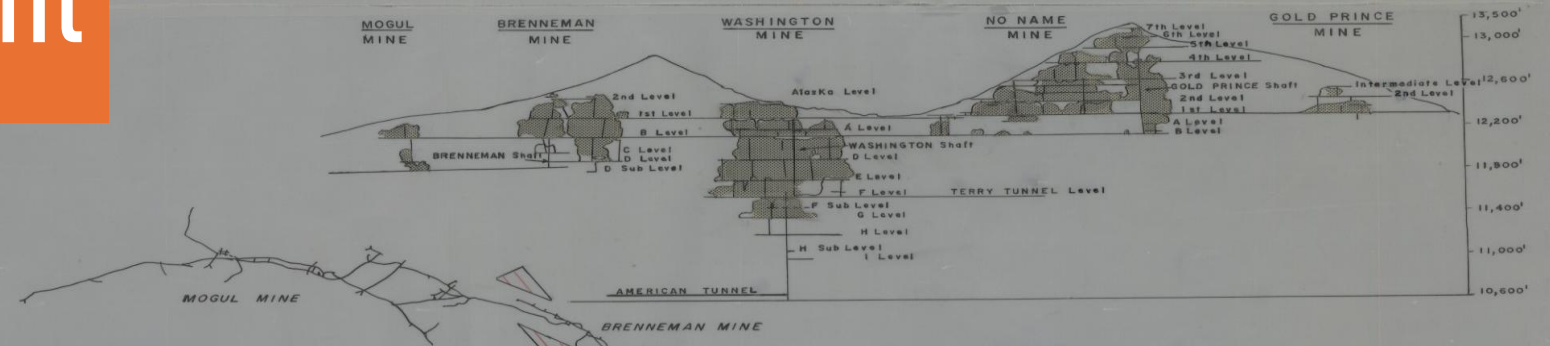 nt
MOGUL
MINE
BRENNEMAN
MINE
WASHINGTON
MINE
NO NAME
MINE
GOLD PRINCE
MINE
13,500'
13,000'
12,600'
12,200'
11,800'
11,400'
11,000'
10,600'
2nd Level
1st Level
B Level
C Level
D Level
D Sub Level
BRENNEMAN Shaft
Alaska Level
A Level
WASHINGTON Shaft
D Level
E Level
F Level
TERRY TUNNEL Level
F Sub Level
G Level
H Level
H Sub Level
I Level
AMERICAN TUNNEL
7th Level
6th Level
5th Level
4th Level
3rd Level
GOLD PRINCE Shaft
2nd Level
1st Level
A Level
B Level
Intermediate Level
2nd Level
MOGUL MINE
BRENNEMAN MINE